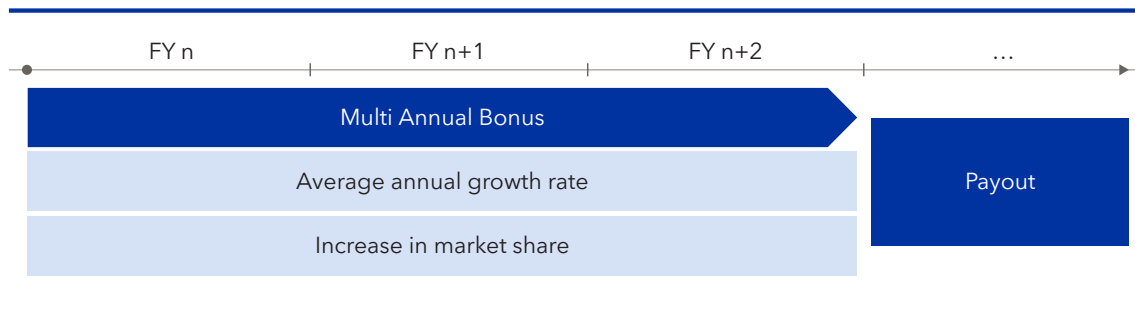 FY n FY n+1 FY n+2 …
Multi Annual Bonus
Average annual growth rate
Payout
Increase in market share